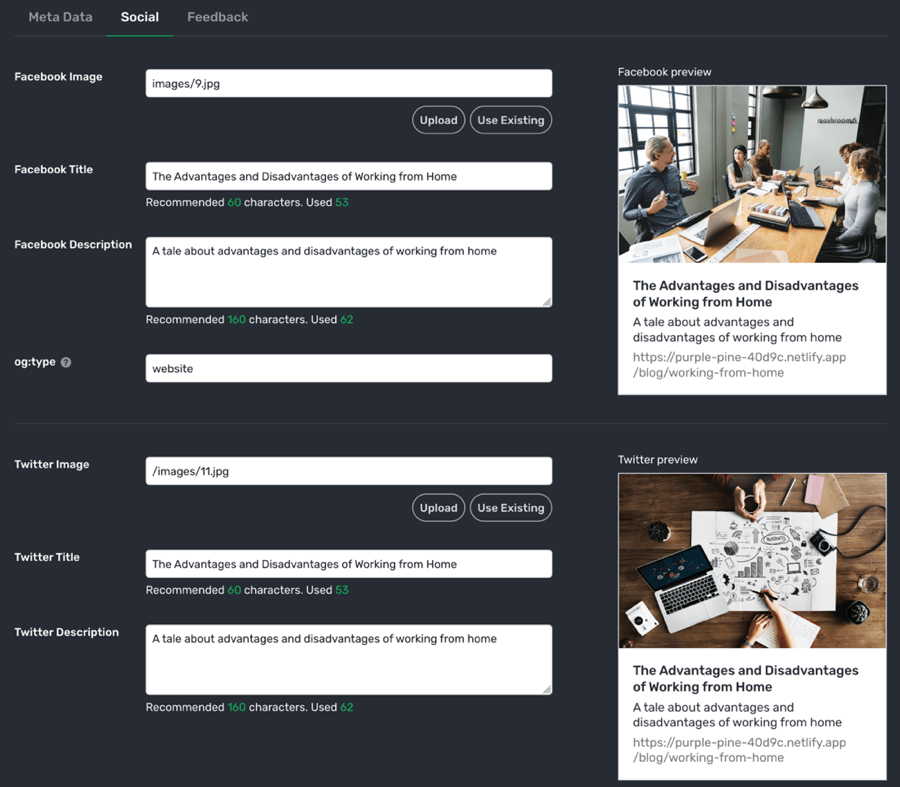 Meta Data
Social
Feedback
Facebook Image
images/9.jpg
Upload
Use Existing
Facebook Title
The Advantages and Disadvantages of Working from Home
Recommended 60 characters. Used 53
Facebook Description
A tale about advantages and disadvantages of working from home
Recommended 160 characters. Used 62
og:type ?
website
Facebook preview
The Advantages and Disadvantages
of Working from Home
A tale about advantages and
disadvantages of working from home
https://purple-pine-40d9c.netlify.app
/blog/working-from-home
Twitter Image
/images/11.jpg
Upload
Use Existing
Twitter Title
The Advantages and Disadvantages of Working from Home
Recommended 60 characters. Used 53
Twitter Description
A tale about advantages and disadvantages of working from home
Recommended 160 characters. Used 62
Twitter preview
The Advantages and Disadvantages
of Working from Home
A tale about advantages and
disadvantages of working from home
https://purple-pine-40d9c.netlify.app
/blog/working-from-home